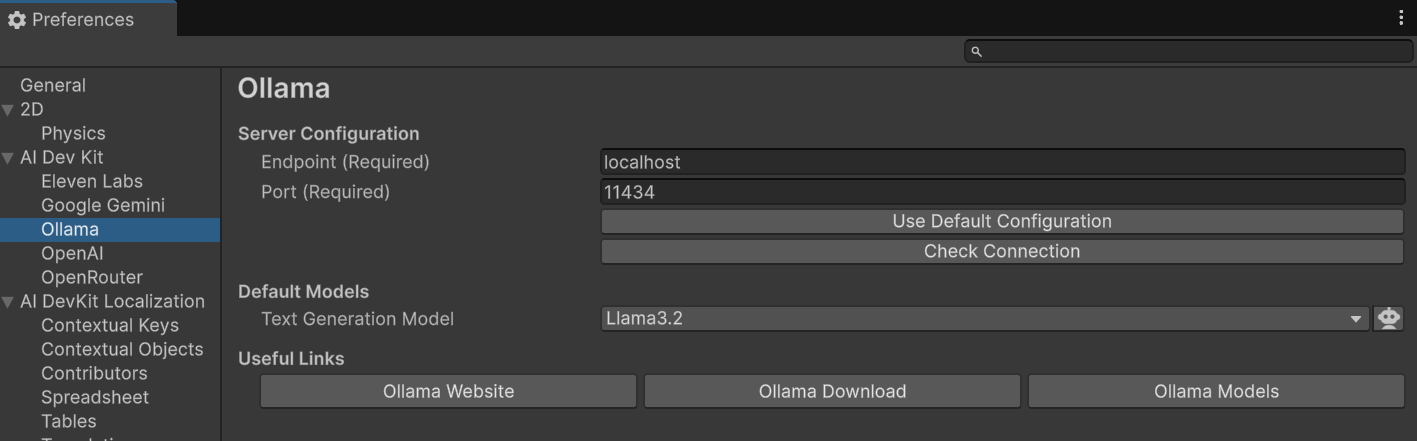 Preferences
General
2D
Physics
AI Dev Kit
Eleven Labs
Google Gemini
Ollama
OpenAI
OpenRouter
AI DevKit Localization
Contextual Keys
Contextual Objects
Contributors
Spreadsheet
Tables
Ollama
Server Configuration
Endpoint (Required) localhost
Port (Required) 11434
Use Default Configuration
Check Connection
Default Models
Text Generation Model Llama3.2
Useful Links
Ollama Website Ollama Download Ollama Models